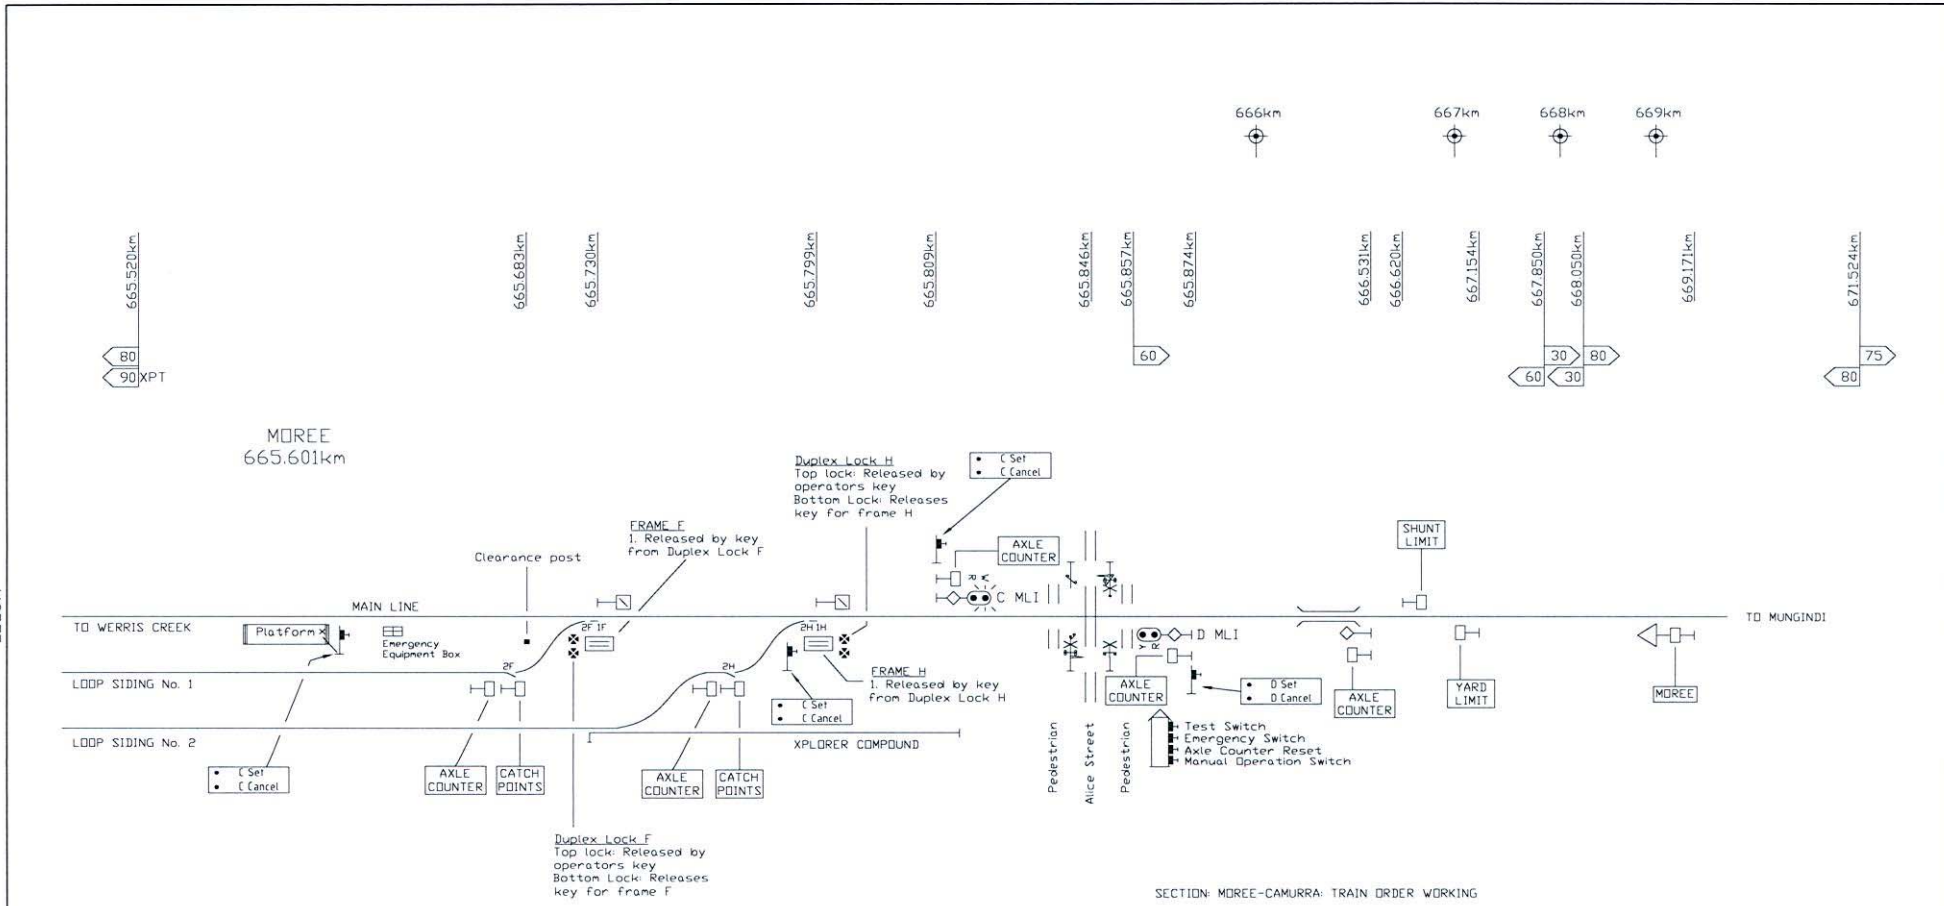 666km
667km
668km
669km
665.520km
665.683km
665.730km
665.799km
665.809km
665.846km
665.857km
665.874km
666.531km
666.620km
667.154km
667.850km
668.050km
669.171km
671.524km
80
90 XPT
60
30
80
60
30
75
80
MOREE
665.601km
Duplex Lock H
Top lock: Released by
operators key
Bottom Lock: Releases
key for frame H
C Set
C Cancel
FRAME F
1. Released by key
from Duplex Lock F
Clearance post
AXLE
COUNTER
SHUNT
LIMIT
W
R
C MLI
MAIN LINE
TO WERRIS CREEK
Platform
Emergency
Equipment Box
2F 1F
2H 1H
TO MUNGINDI
D MLI
Y
R
2F
2H
FRAME H
1. Released by key
from Duplex Lock H
LOOP SIDING No. 1
C Set
C Cancel
AXLE
COUNTER
D Set
D Cancel
AXLE
COUNTER
YARD
LIMIT
MOREE
LOOP SIDING No. 2
XPLORER COMPOUND
Pedestrian
Alice Street
Pedestrian
Test Switch
Emergency Switch
Axle Counter Reset
Manual Operation Switch
C Set
C Cancel
AXLE
COUNTER
CATCH
POINTS
AXLE
COUNTER
CATCH
POINTS
Duplex Lock F
Top lock: Released by
operators key
Bottom Lock: Releases
key for frame F
SECTION: MOREE-CAMURRA: TRAIN ORDER WORKING